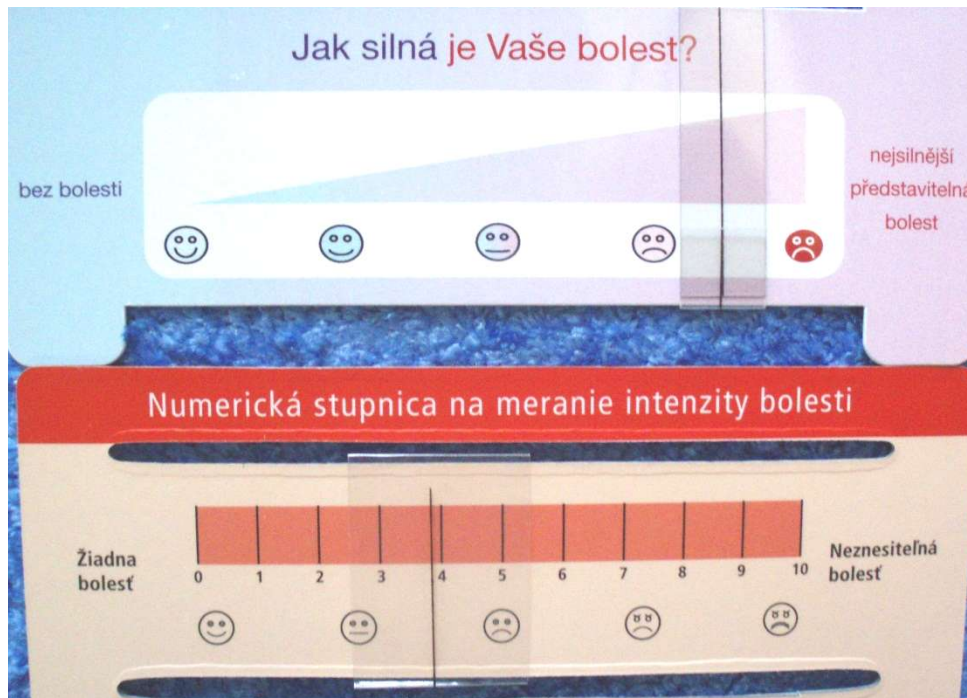 Jak silná je Vaše bolest?
bez bolesti
nejsilnější
představitelná
bolest
Numerická stupnica na meranie intenzity bolesti
Žiadna
bolesť
0 1 2 3 4 5 6 7 8 9 10
Neznesiteľná
bolesť